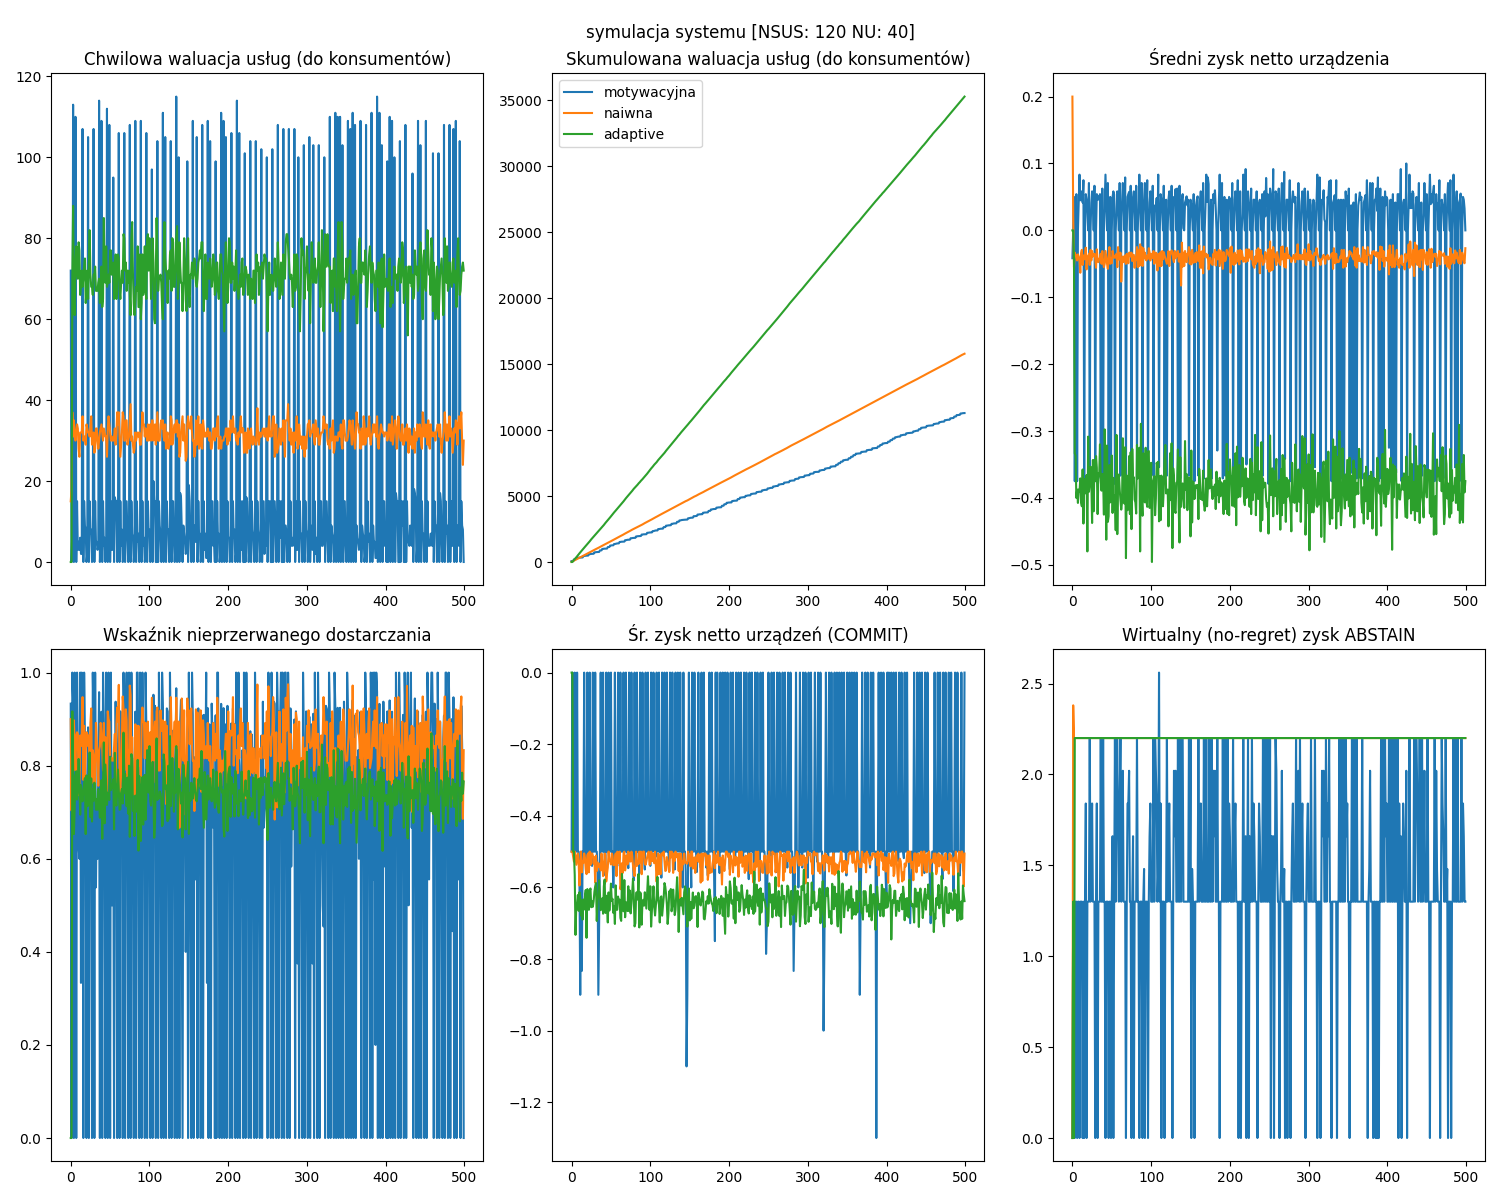 symulacja systemu [NSUS: 120 NU: 40]
Chwilowa waluacja usług (do konsumentów)
120
100
80
60
40
20
0
0 100 200 300 400 500
Skumulowana waluacja usług (do konsumentów)
motywacyjna
naiwna
adaptive
35000
30000
25000
20000
15000
10000
5000
0
0 100 200 300 400 500
Średni zysk netto urządzenia
0.2
0.1
0.0
−0.1
−0.2
−0.3
−0.4
−0.5
0 100 200 300 400 500
Wskaźnik nieprzerwanego dostarczania
1.0
0.8
0.6
0.4
0.2
0.0
0 100 200 300 400 500
Śr. zysk netto urządzeń (COMMIT)
0.0
−0.2
−0.4
−0.6
−0.8
−1.0
−1.2
0 100 200 300 400 500
Wirtualny (no-regret) zysk ABSTAIN
2.5
2.0
1.5
1.0
0.5
0.0
0 100 200 300 400 500